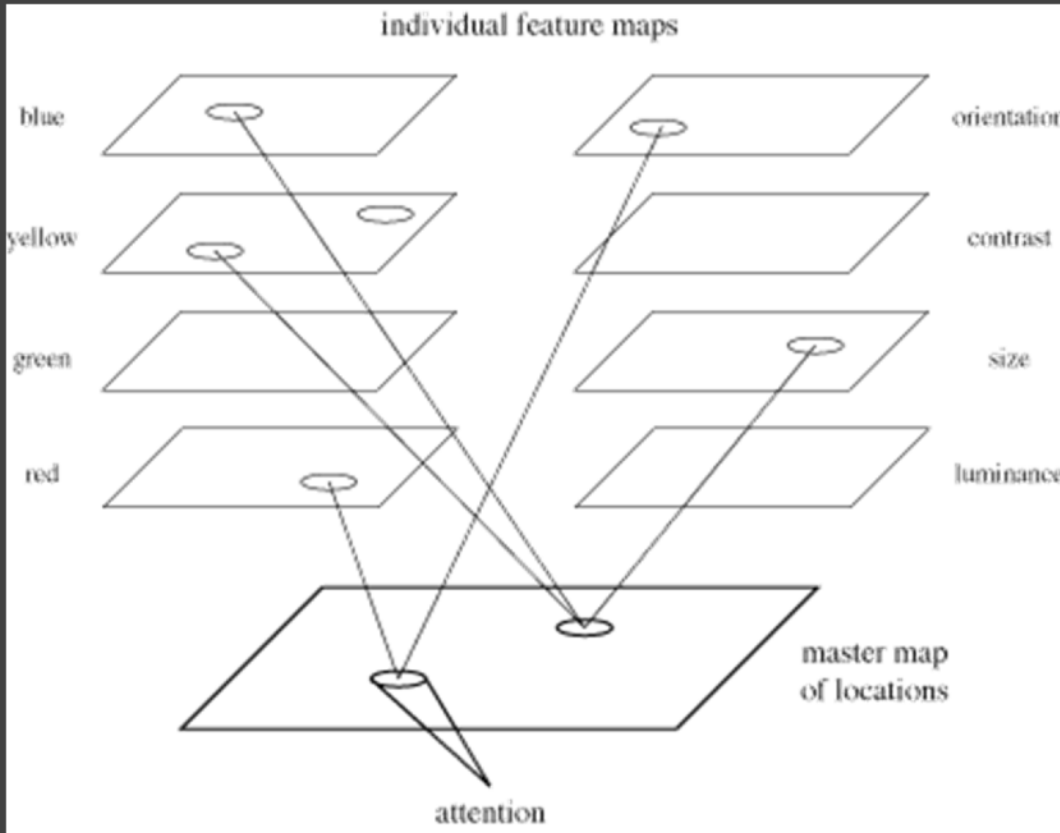 individual feature maps
blue
orientation
yellow
contrast
green
size
red
luminance
master map
of locations
attention